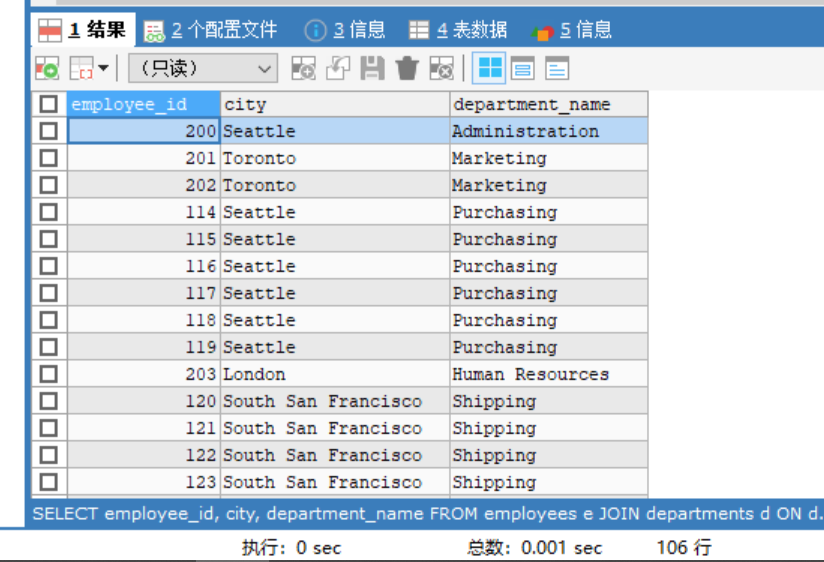 1 结果 2 个配置文件 3 信息 4 表数据 5 信息
（只读）
employee_id city department_name
200 Seattle Administration
201 Toronto Marketing
202 Toronto Marketing
114 Seattle Purchasing
115 Seattle Purchasing
116 Seattle Purchasing
117 Seattle Purchasing
118 Seattle Purchasing
119 Seattle Purchasing
203 London Human Resources
120 South San Francisco Shipping
121 South San Francisco Shipping
122 South San Francisco Shipping
123 South San Francisco Shipping
SELECT employee_id, city, department_name FROM employees e JOIN departments d ON d.
执行: 0 sec 总数: 0.001 sec 106 行